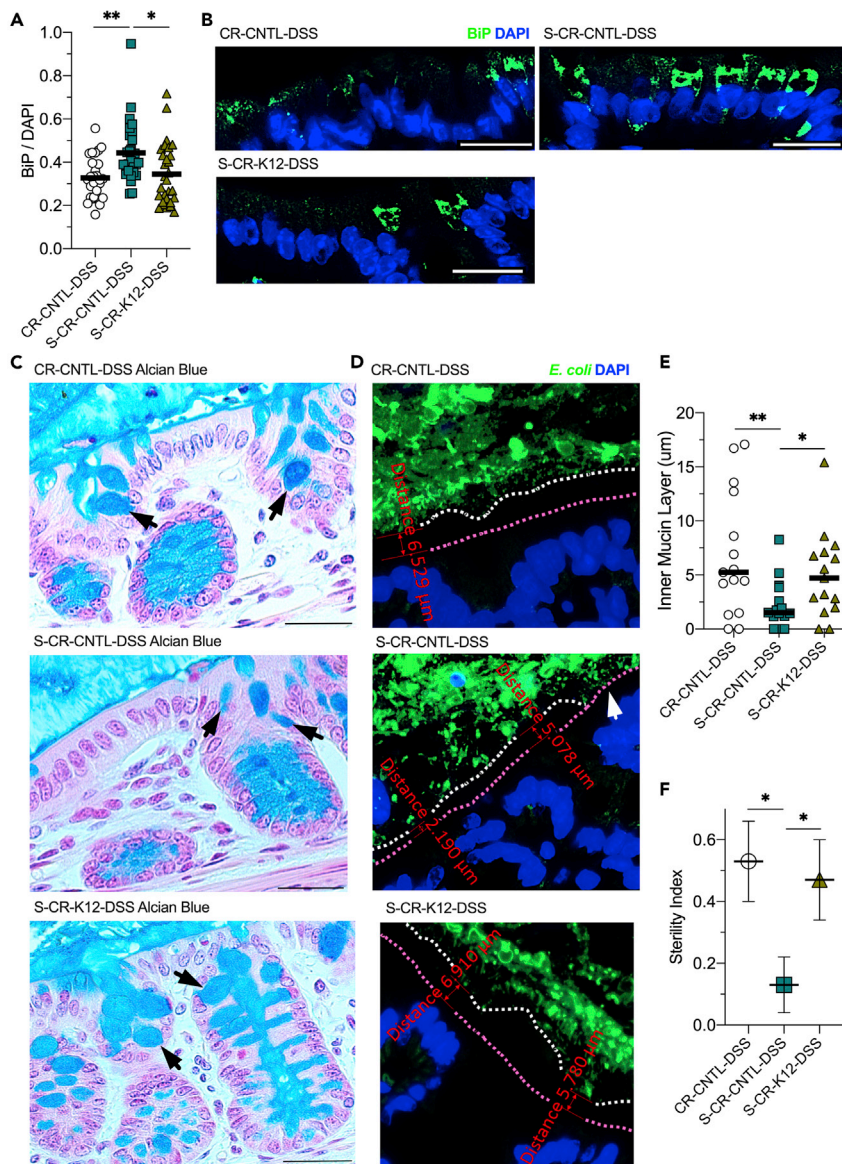 A
** *
BiP / DAPI
1.0
0.8
0.6
0.4
0.2
0.0
CR-CNTL-DSS
S-CR-CNTL-DSS
S-CR-K12-DSS
B
CR-CNTL-DSS
BiP DAPI
S-CR-CNTL-DSS
S-CR-K12-DSS
C
CR-CNTL-DSS Alcian Blue
S-CR-CNTL-DSS Alcian Blue
S-CR-K12-DSS Alcian Blue
D
CR-CNTL-DSS
E. coli DAPI
Distance 6.529 μm
S-CR-CNTL-DSS
Distance 5.078 μm
Distance 2.190 μm
S-CR-K12-DSS
Distance 6.910 μm
Distance 5.780 μm
E
** *
Inner Mucin Layer (um)
20
15
10
5
0
CR-CNTL-DSS
S-CR-CNTL-DSS
S-CR-K12-DSS
F
* *
Sterility Index
0.6
0.4
0.2
0.0
CR-CNTL-DSS
S-CR-CNTL-DSS
S-CR-K12-DSS